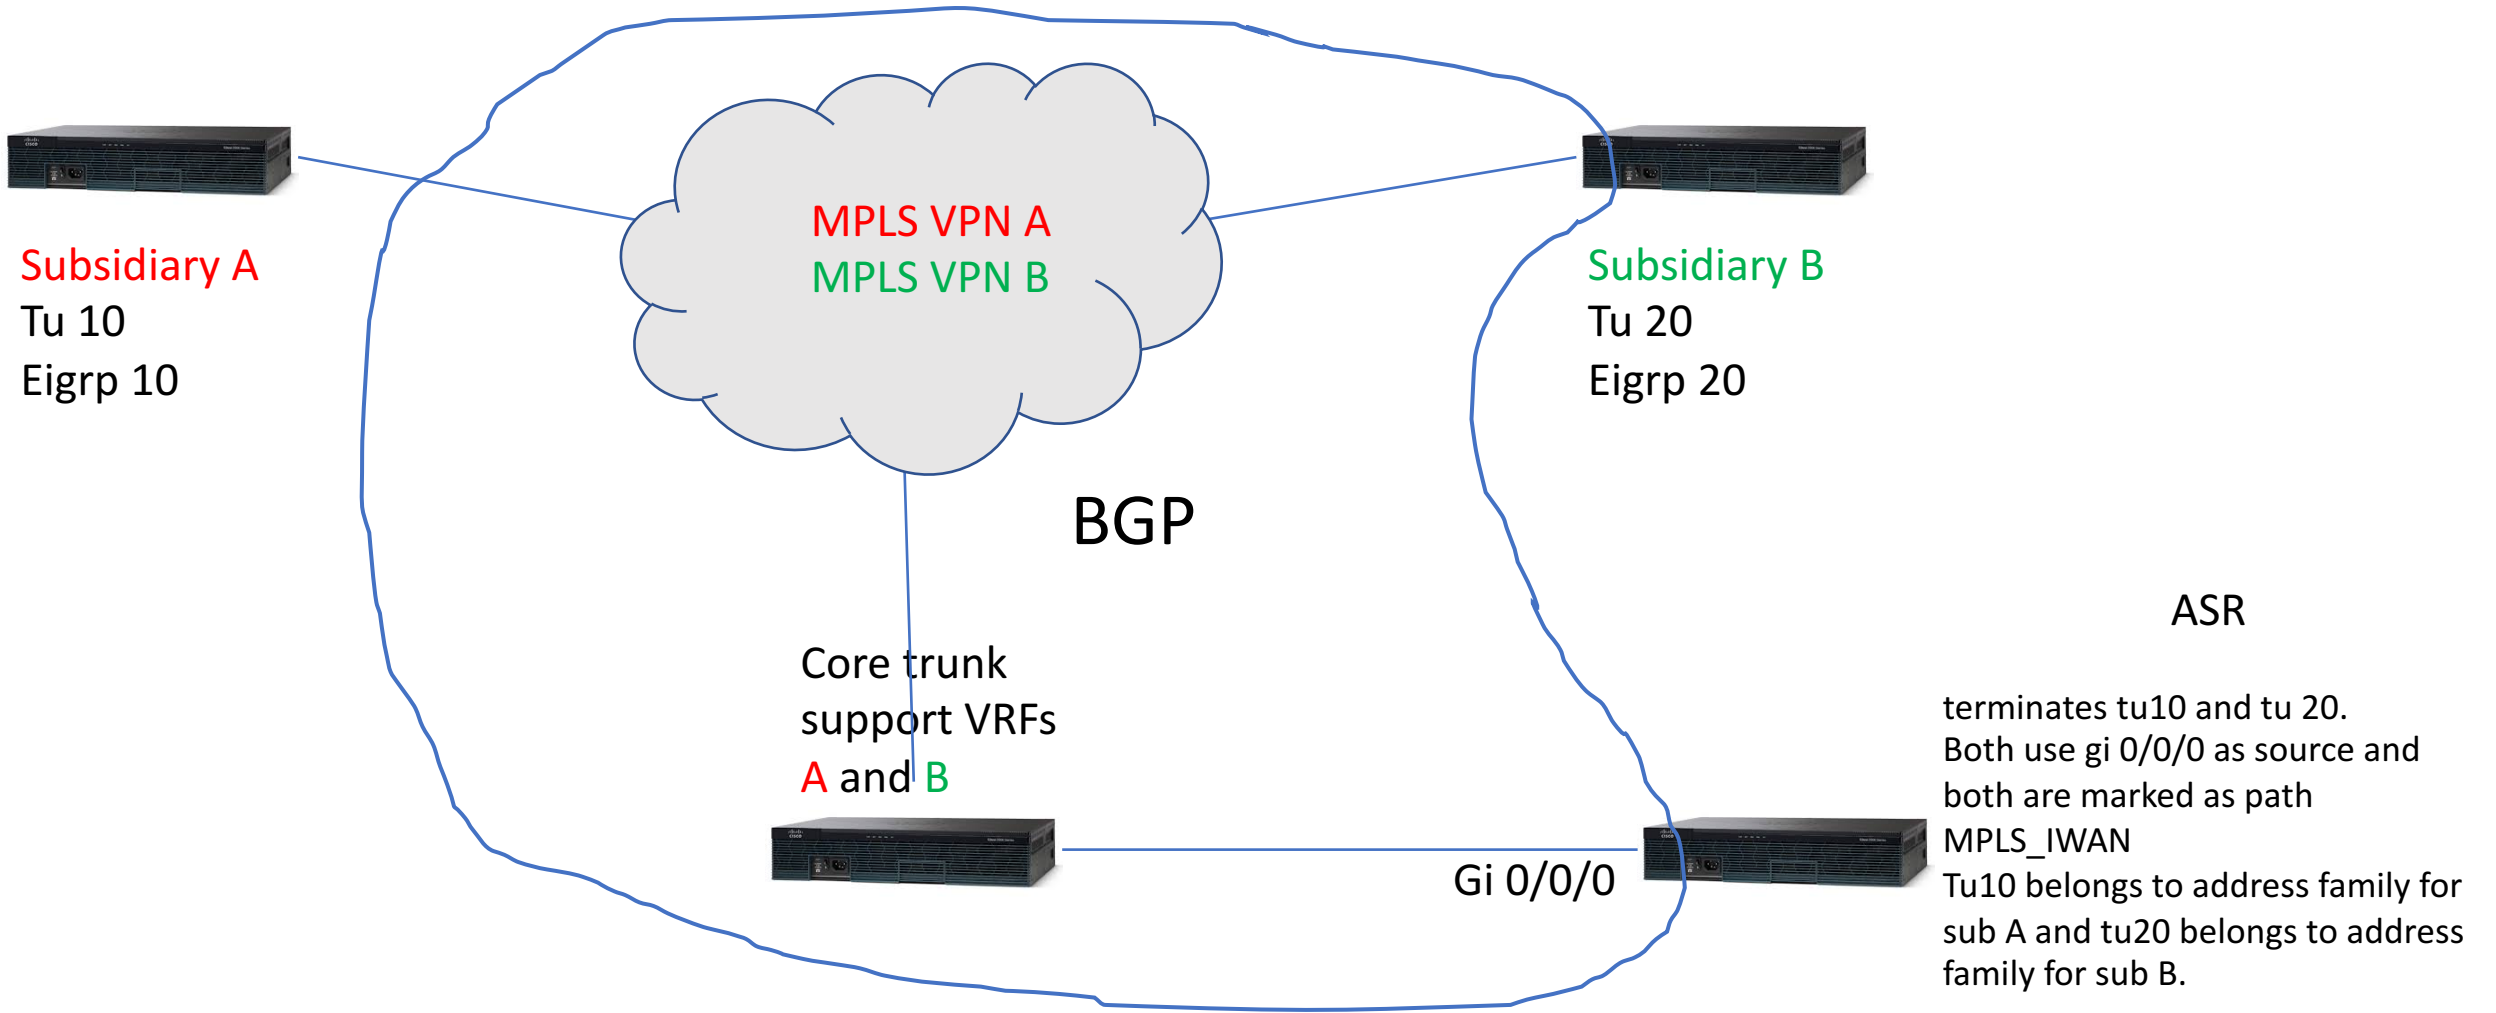 MPLS VPN A
MPLS VPN B
Subsidiary A
Tu 10
Eigrp 10
Subsidiary B
Tu 20
Eigrp 20
BGP
Core trunk
support VRFs
A and B
Gi 0/0/0
ASR
terminates tu10 and tu 20.
Both use gi 0/0/0 as source and
both are marked as path
MPLS_IWAN
Tu10 belongs to address family for
sub A and tu20 belongs to address
family for sub B.